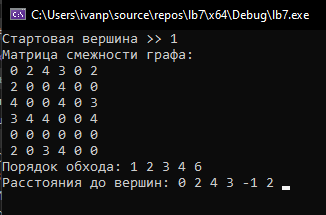 C:\Users\ivanp\source\repos\lb7\x64\Debug\lb7.exe
Стартовая вершина >> 1
Матрица смежности графа:
0 2 4 3 0 2
2 0 0 4 0 0
4 0 0 4 0 3
3 4 4 0 0 4
0 0 0 0 0 0
2 0 3 4 0 0
Порядок обхода: 1 2 3 4 6
Расстояния до вершин: 0 2 4 3 -1 2